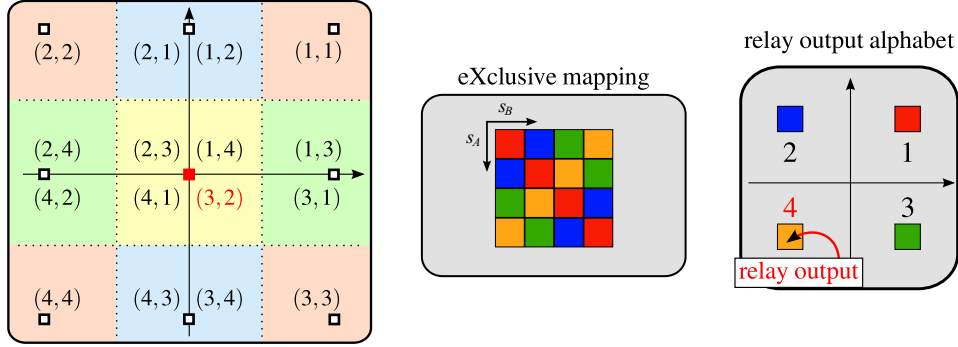 (2, 2) (2, 1) (1, 2) (1, 1)
(2, 4) (2, 3) (1, 4) (1, 3)
(4, 2) (4, 1) (3, 2) (3, 1)
(4, 4) (4, 3) (3, 4) (3, 3)
eXclusive mapping
s_B
s_A
relay output alphabet
2 1
4 3
relay output